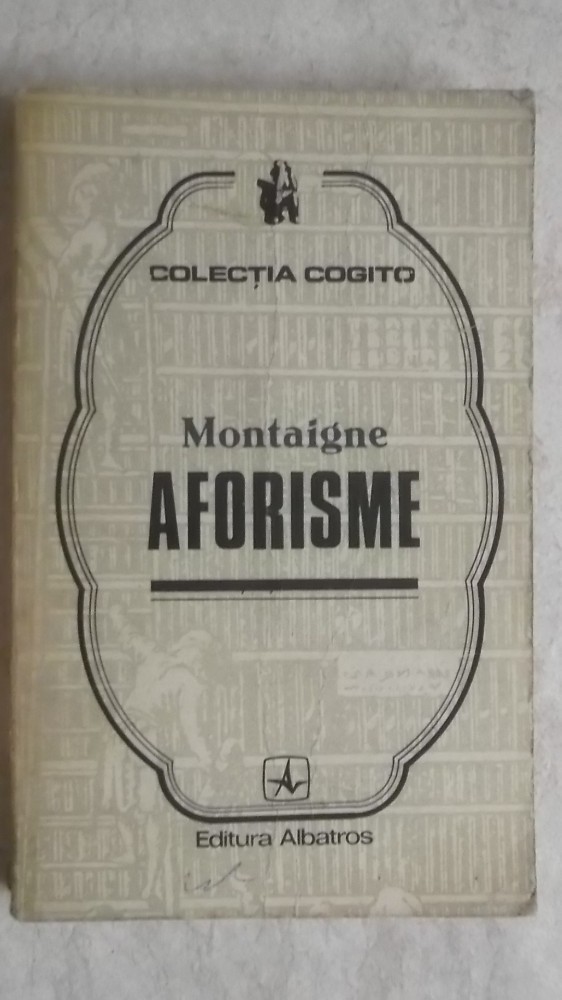 COLECȚIA COGITO
Montaigne
AFORISME
Editura Albatros